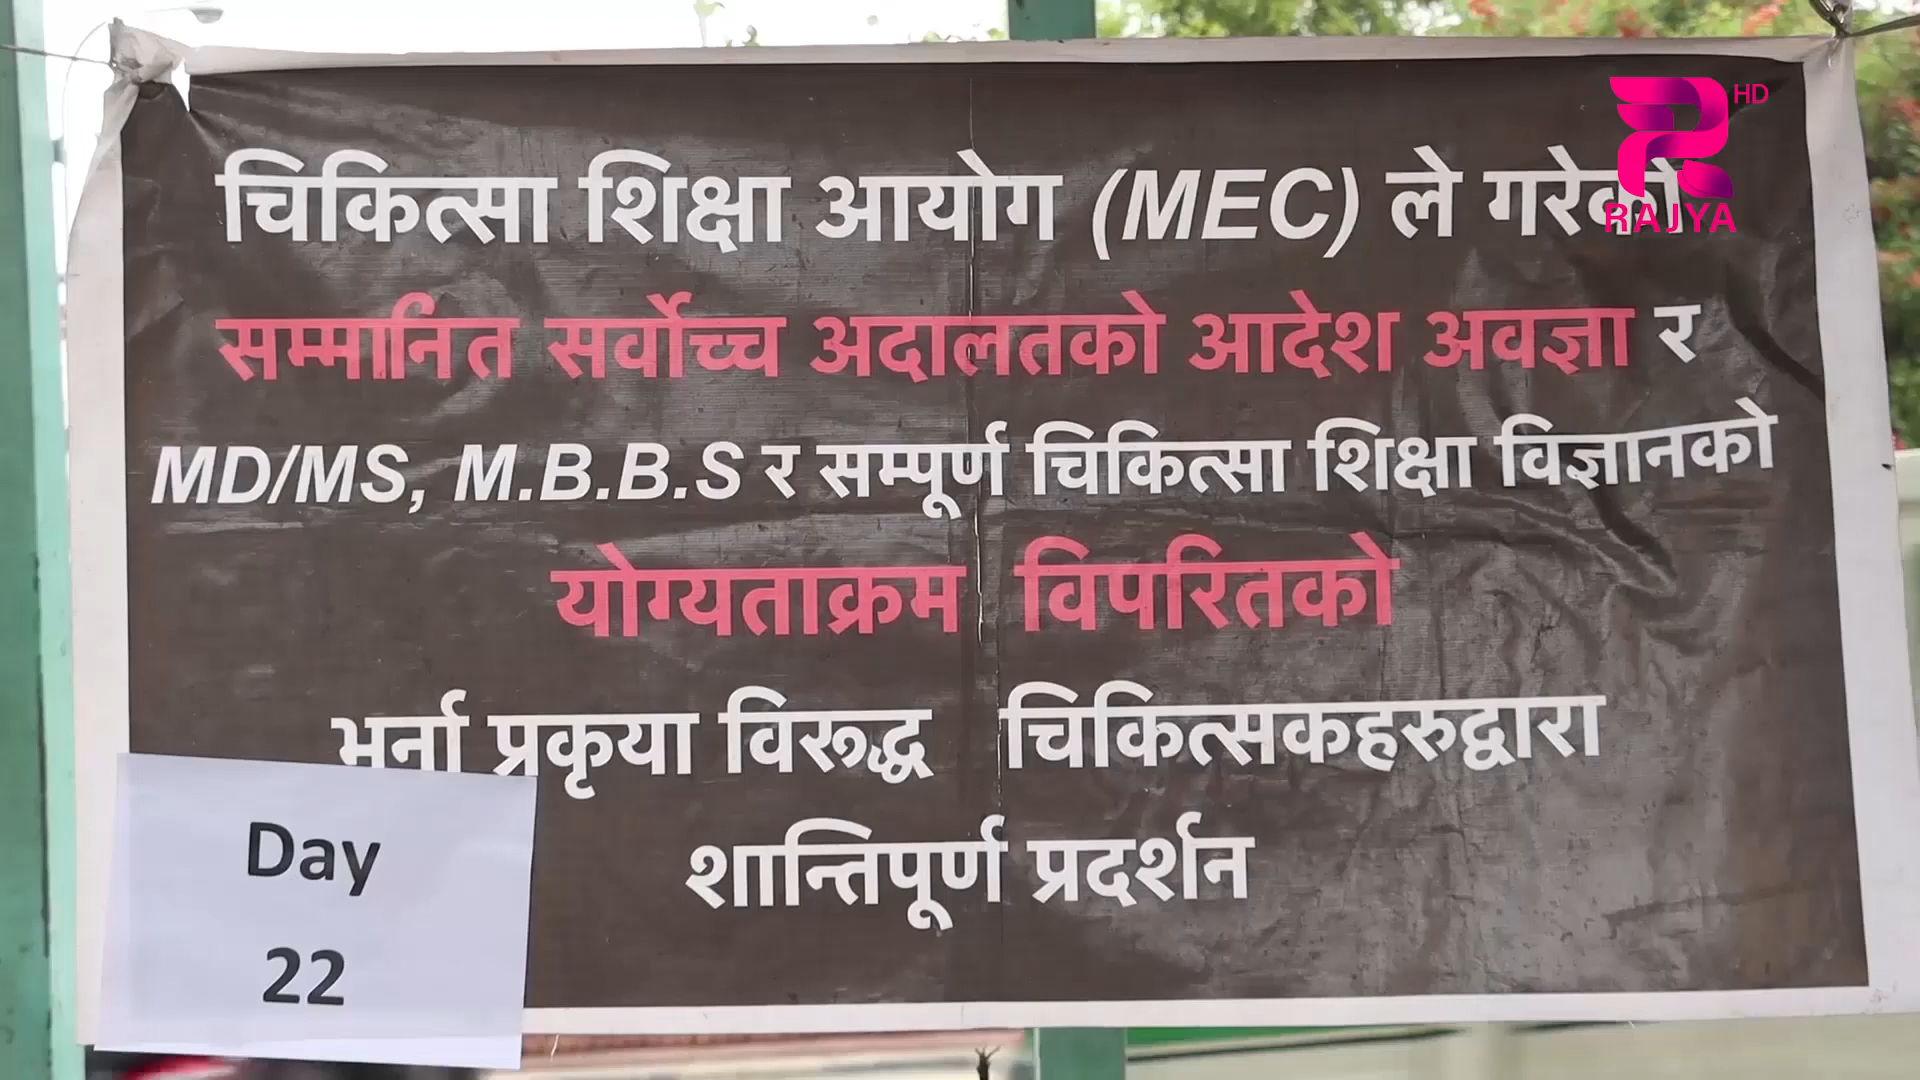 चिकित्सा शिक्षा आयोग (MEC) ले गरेको
सम्मानित सर्वोच्च अदालतको आदेश अवज्ञा र
MD/MS, M.B.B.S र सम्पूर्ण चिकित्सा शिक्षा विज्ञानको
योग्यताक्रम विपरितको
भर्ना प्रकृया विरूद्ध चिकित्सकहरुद्वारा
शान्तिपूर्ण प्रदर्शन
Day
22
HD
RAJYA